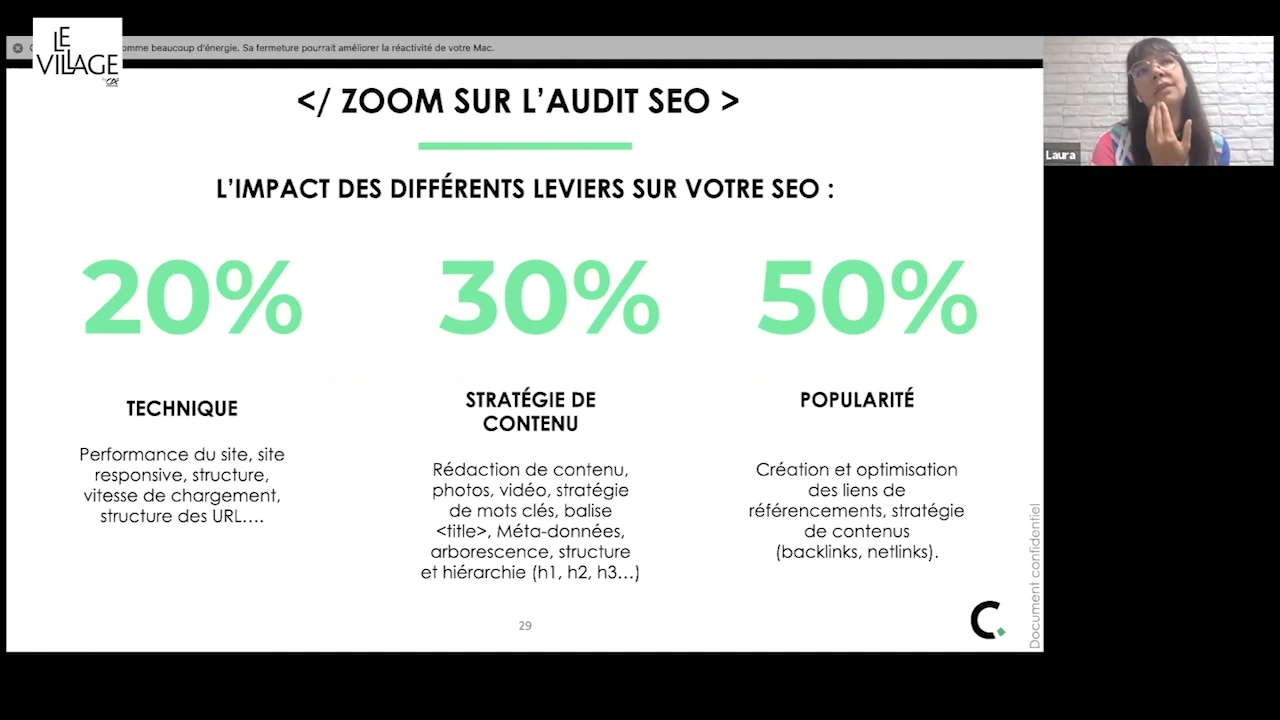 LE
VILLAGE
by CA
omme beaucoup d'énergie. Sa fermeture pourrait améliorer la réactivité de votre Mac.
</ ZOOM SUR L'AUDIT SEO >
L'IMPACT DES DIFFÉRENTS LEVIERS SUR VOTRE SEO :
20%
TECHNIQUE
Performance du site, site
responsive, structure,
vitesse de chargement,
structure des URL....
30%
STRATÉGIE DE
CONTENU
Rédaction de contenu,
photos, vidéo, stratégie
de mots clés, balise
<title>, Méta-données,
arborescence, structure
et hiérarchie (h1, h2, h3...)
50%
POPULARITÉ
Création et optimisation
des liens de
référencements, stratégie
de contenus
(backlinks, netlinks).
29
C.
Document confidentiel
Laura